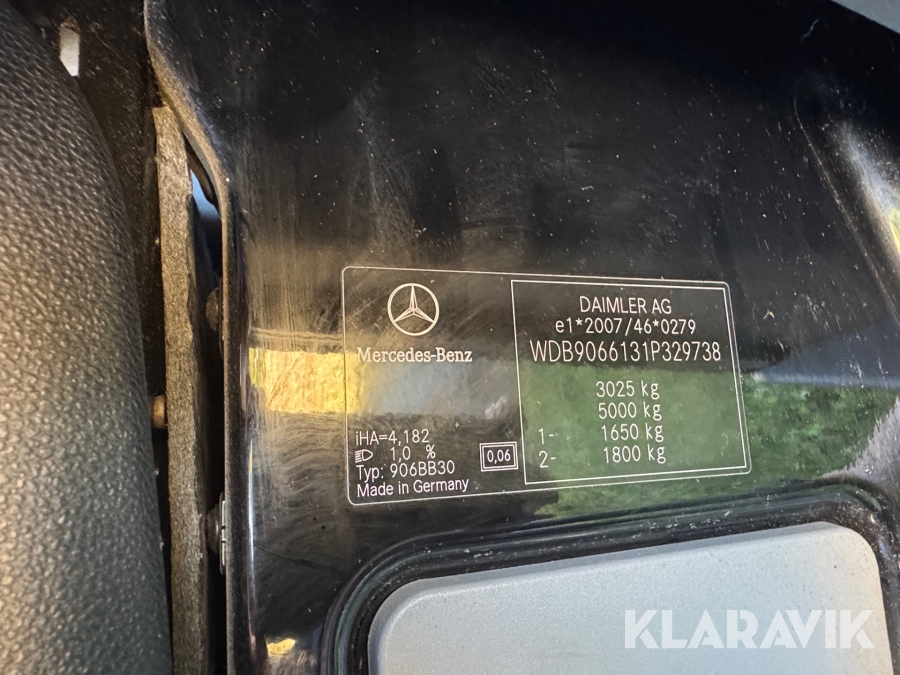 Mercedes-Benz
iHA=4,182
1,0 %
Typ: 906BB30
Made in Germany
0,06
DAIMLER AG
e1*2007/46*0279
WDB9066131P329738
3025 kg
5000 kg
1- 1650 kg
2- 1800 kg
KLARAVIK